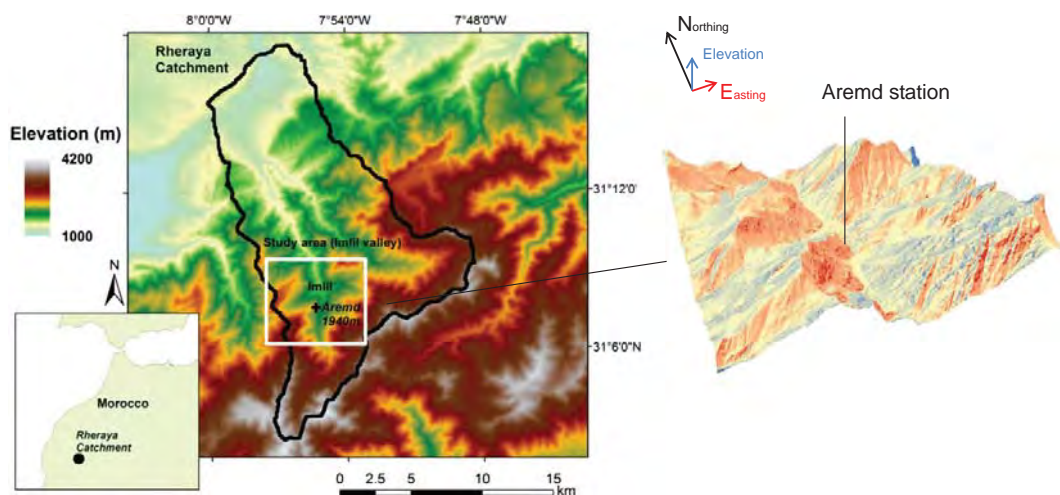 8°0'0"W
7°54'0"W
7°48'0"W
Rheraya
Catchment
Elevation (m)
4200
1000
N
31°12'0
31°6'0"N
Study area (Imlil valley)
Imlil
Aremd
1940m
Morocco
Rheraya
Catchment
0 2.5 5 10 15
km
Northing
Elevation
Easting
Aremd station